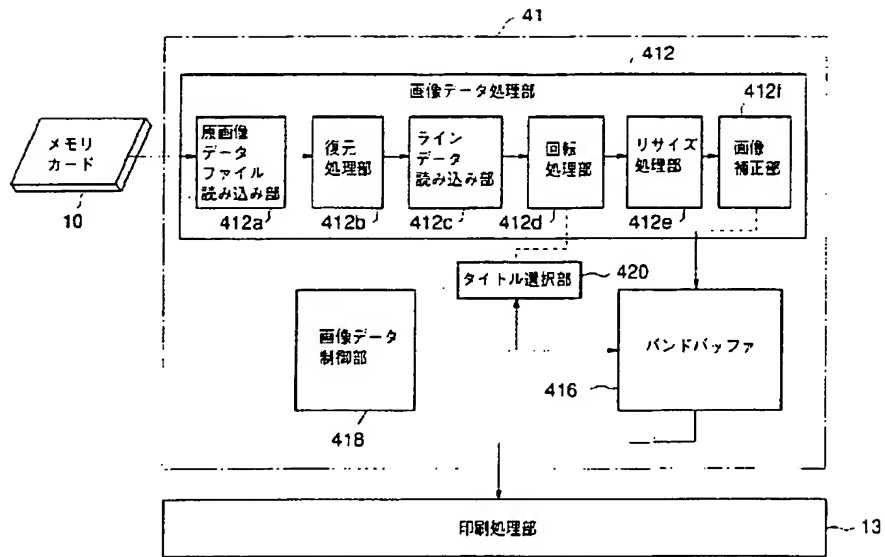 41
412
画像データ処理部
412f
メモリ
カード
10
原画像
データ
ファイル
読み込み部
412a
復元
処理部
412b
ライン
データ
読み込み部
412c
回転
処理部
412d
リサイズ
処理部
412e
画像
補正部
タイトル選択部
420
画像データ
制御部
418
バンドバッファ
416
印刷処理部
13